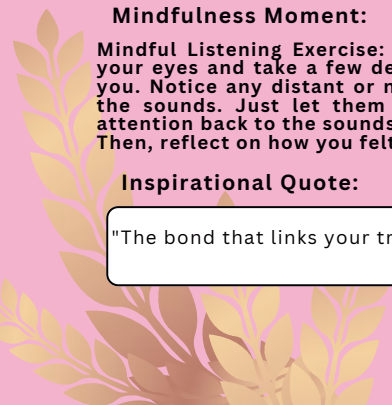 Mindfulness Moment:
Mindful Listening Exercise:
your eyes and take a few
you. Notice any distant or
the sounds. Just let them
attention back to the sounds
Then, reflect on how you felt
Inspirational Quote:
"The bond that links your